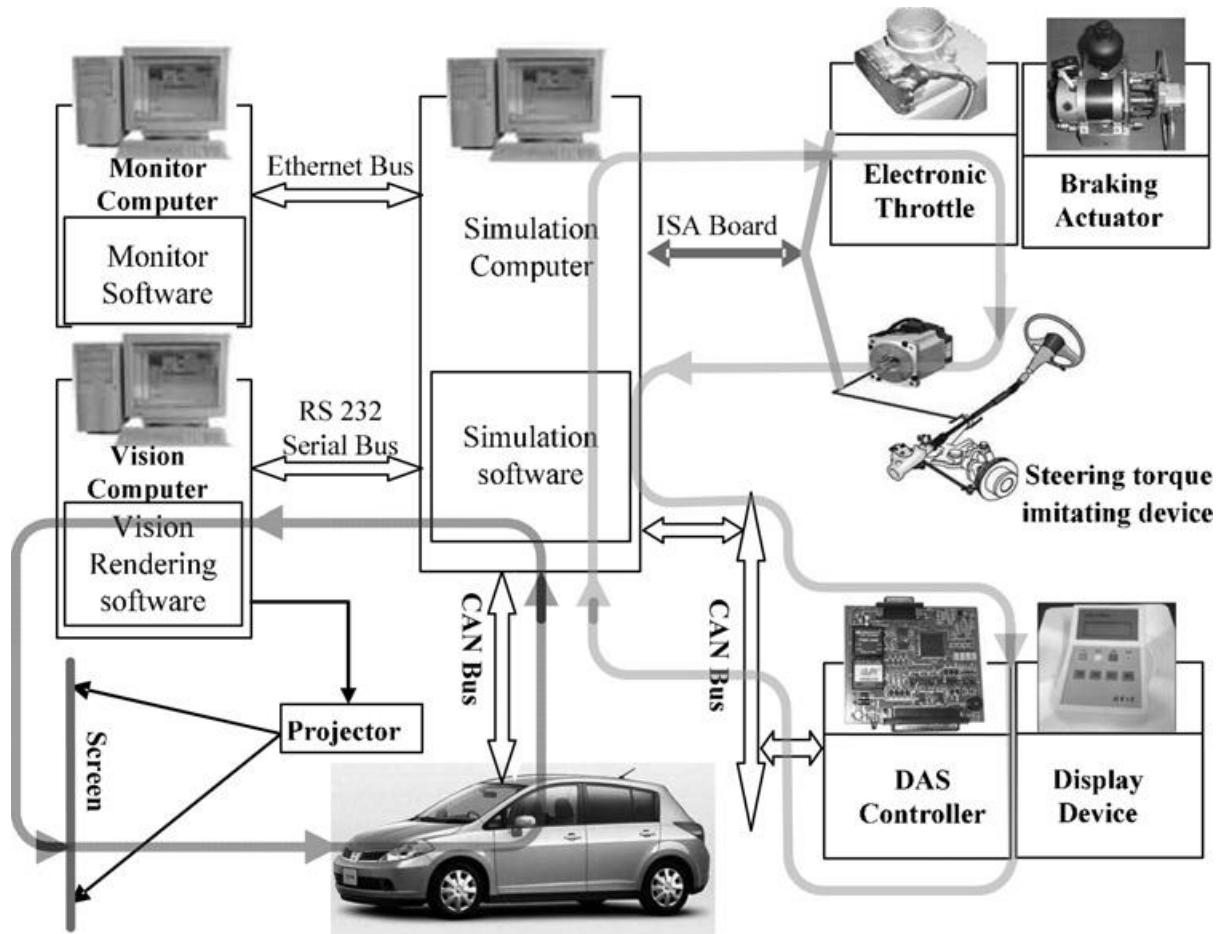 Monitor
Computer
Monitor
Software
Ethernet Bus
Simulation
Computer
ISA Board
Electronic
Throttle
Braking
Actuator
RS 232
Serial Bus
Vision
Computer
Vision
Rendering
software
Simulation
software
Steering torque
imitating device
CAN Bus
CAN Bus
Projector
Screen
DAS
Controller
Display
Device